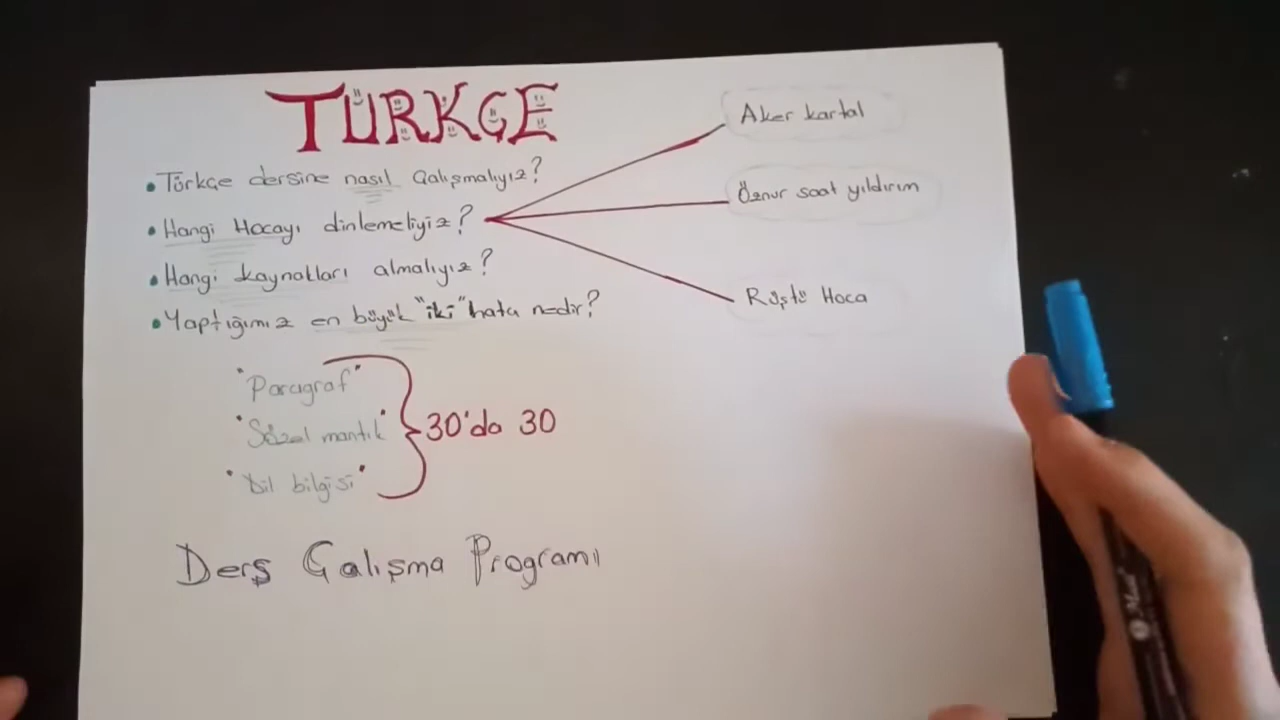 TÜRKÇE
• Türkçe dersine nasıl Çalışmalıyız?
• Hangi Hocayı dinlemeliyiz?
• Hangi kaynakları almalıyız?
• Yaptığımız en büyük "iki" hata nedir?
Aker kartal
Öznur saat yıldırım
Rüştü Hoca
"Paragraf"
"Sözel mantık"
"Dil bilgisi"
30'da 30
Ders Çalışma Programı